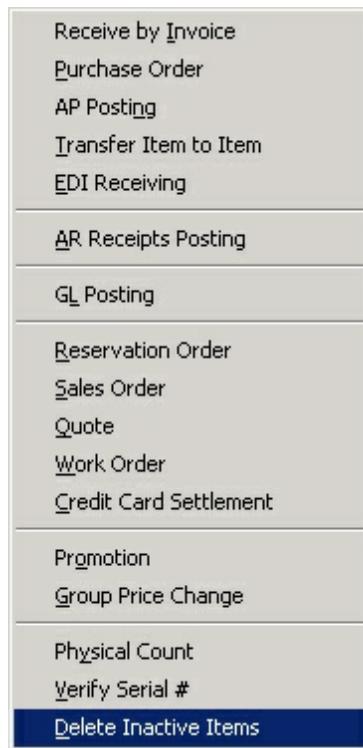 Receive by Invoice
Purchase Order
AP Posting
Transfer Item to Item
EDI Receiving
AR Receipts Posting
GL Posting
Reservation Order
Sales Order
Quote
Work Order
Credit Card Settlement
Promotion
Group Price Change
Physical Count
Verify Serial #
Delete Inactive Items